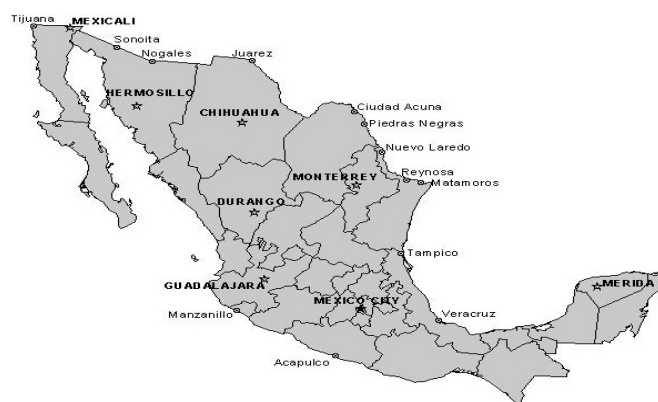 Tijuana
MEXICALI
Sonoita
Nogales
Juarez
HERMOSILLO
CHIHUAHUA
Ciudad Acuna
Piedras Negras
Nuevo Laredo
MONTERREY
Reynosa
Matamoros
DURANGO
Tampico
GUADALAJARA
MEXICO CITY
MERIDA
Manzanillo
Veracruz
Acapulco